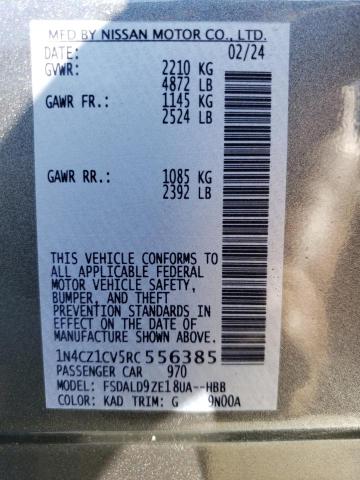 MFD BY NISSAN MOTOR CO., LTD.
DATE: 02/24
GVWR: 2210 KG
4872 LB
GAWR FR.: 1145 KG
2524 LB
GAWR RR.: 1085 KG
2392 LB
THIS VEHICLE CONFORMS TO
ALL APPLICABLE FEDERAL
MOTOR VEHICLE SAFETY,
BUMPER, AND THEFT
PREVENTION STANDARDS IN
EFFECT ON THE DATE OF
MANUFACTURE SHOWN ABOVE.
1N4CZ1CV5RC556385
PASSENGER CAR 970
MODEL: FSDALD9ZE18UA--HBB
COLOR: KAD TRIM: G 9N00A